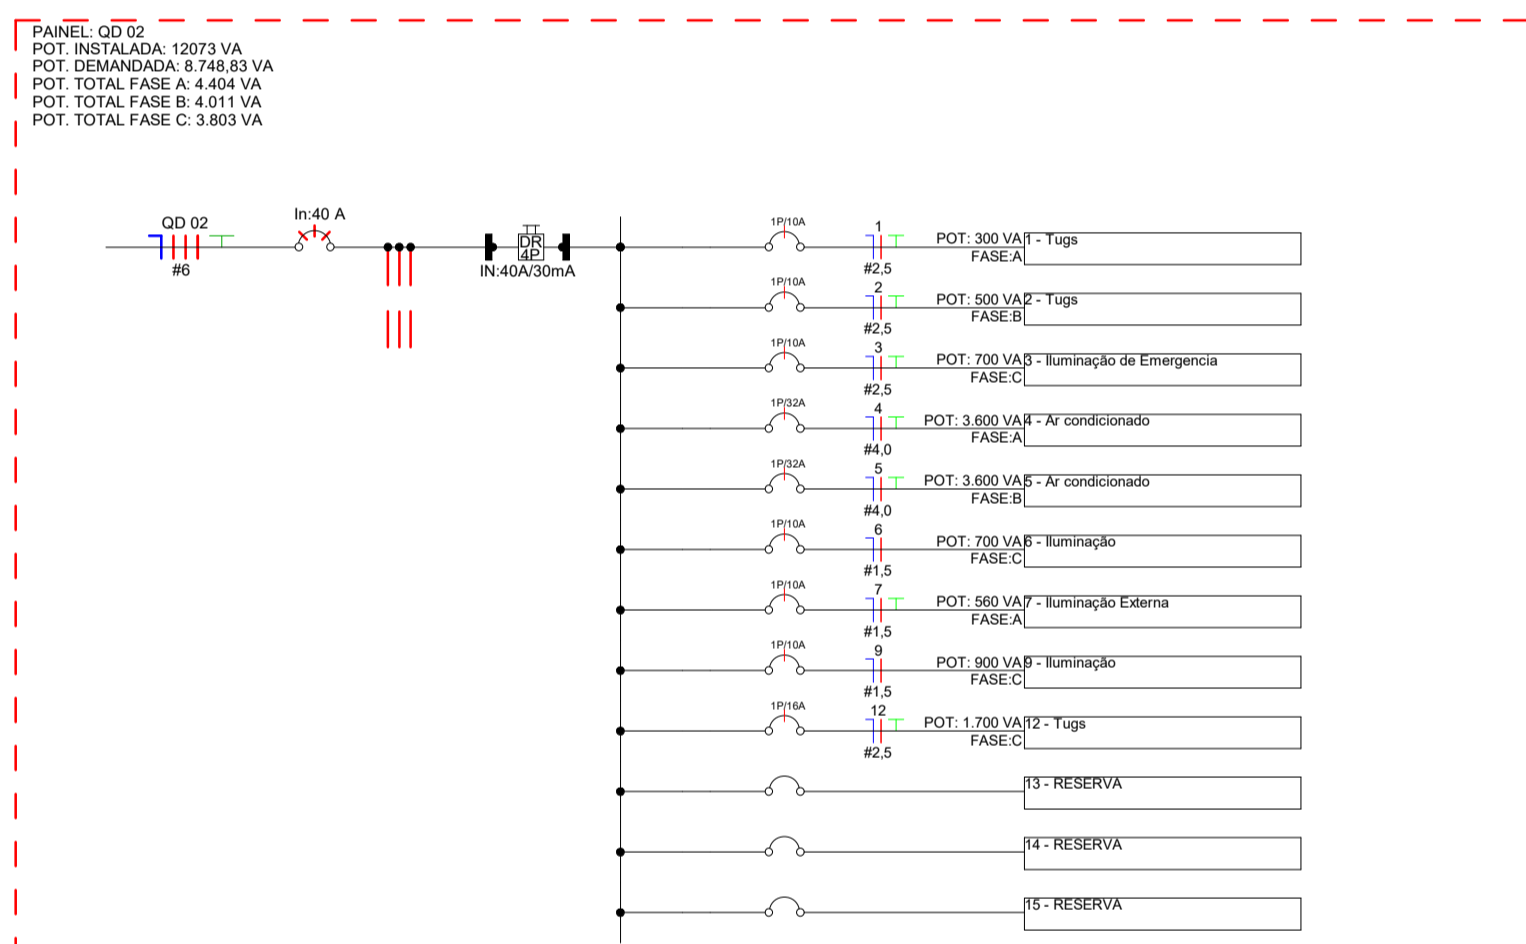 PAINEL: QD 02
POT. INSTALADA: 12073 VA
POT. DEMANDADA: 8.748,83 VA
POT. TOTAL FASE A: 4.404 VA
POT. TOTAL FASE B: 4.011 VA
POT. TOTAL FASE C: 3.803 VA
QD 02
#6
In:40 A
DR
4P
IN:40A/30mA
1P/10A
1
#2,5
POT: 300 VA
FASE:A
1 - Tugs
1P/10A
2
#2,5
POT: 500 VA
FASE:B
2 - Tugs
1P/10A
3
#2,5
POT: 700 VA
FASE:C
3 - Iluminação de Emergencia
1P/32A
4
#4,0
POT: 3.600 VA
FASE:A
4 - Ar condicionado
1P/32A
5
#4,0
POT: 3.600 VA
FASE:B
5 - Ar condicionado
1P/10A
6
#1,5
POT: 700 VA
FASE:C
6 - Iluminação
1P/10A
7
#1,5
POT: 560 VA
FASE:A
7 - Iluminação Externa
1P/10A
9
#1,5
POT: 900 VA
FASE:C
9 - Iluminação
1P/16A
12
#2,5
POT: 1.700 VA
FASE:C
12 - Tugs
13 - RESERVA
14 - RESERVA
15 - RESERVA